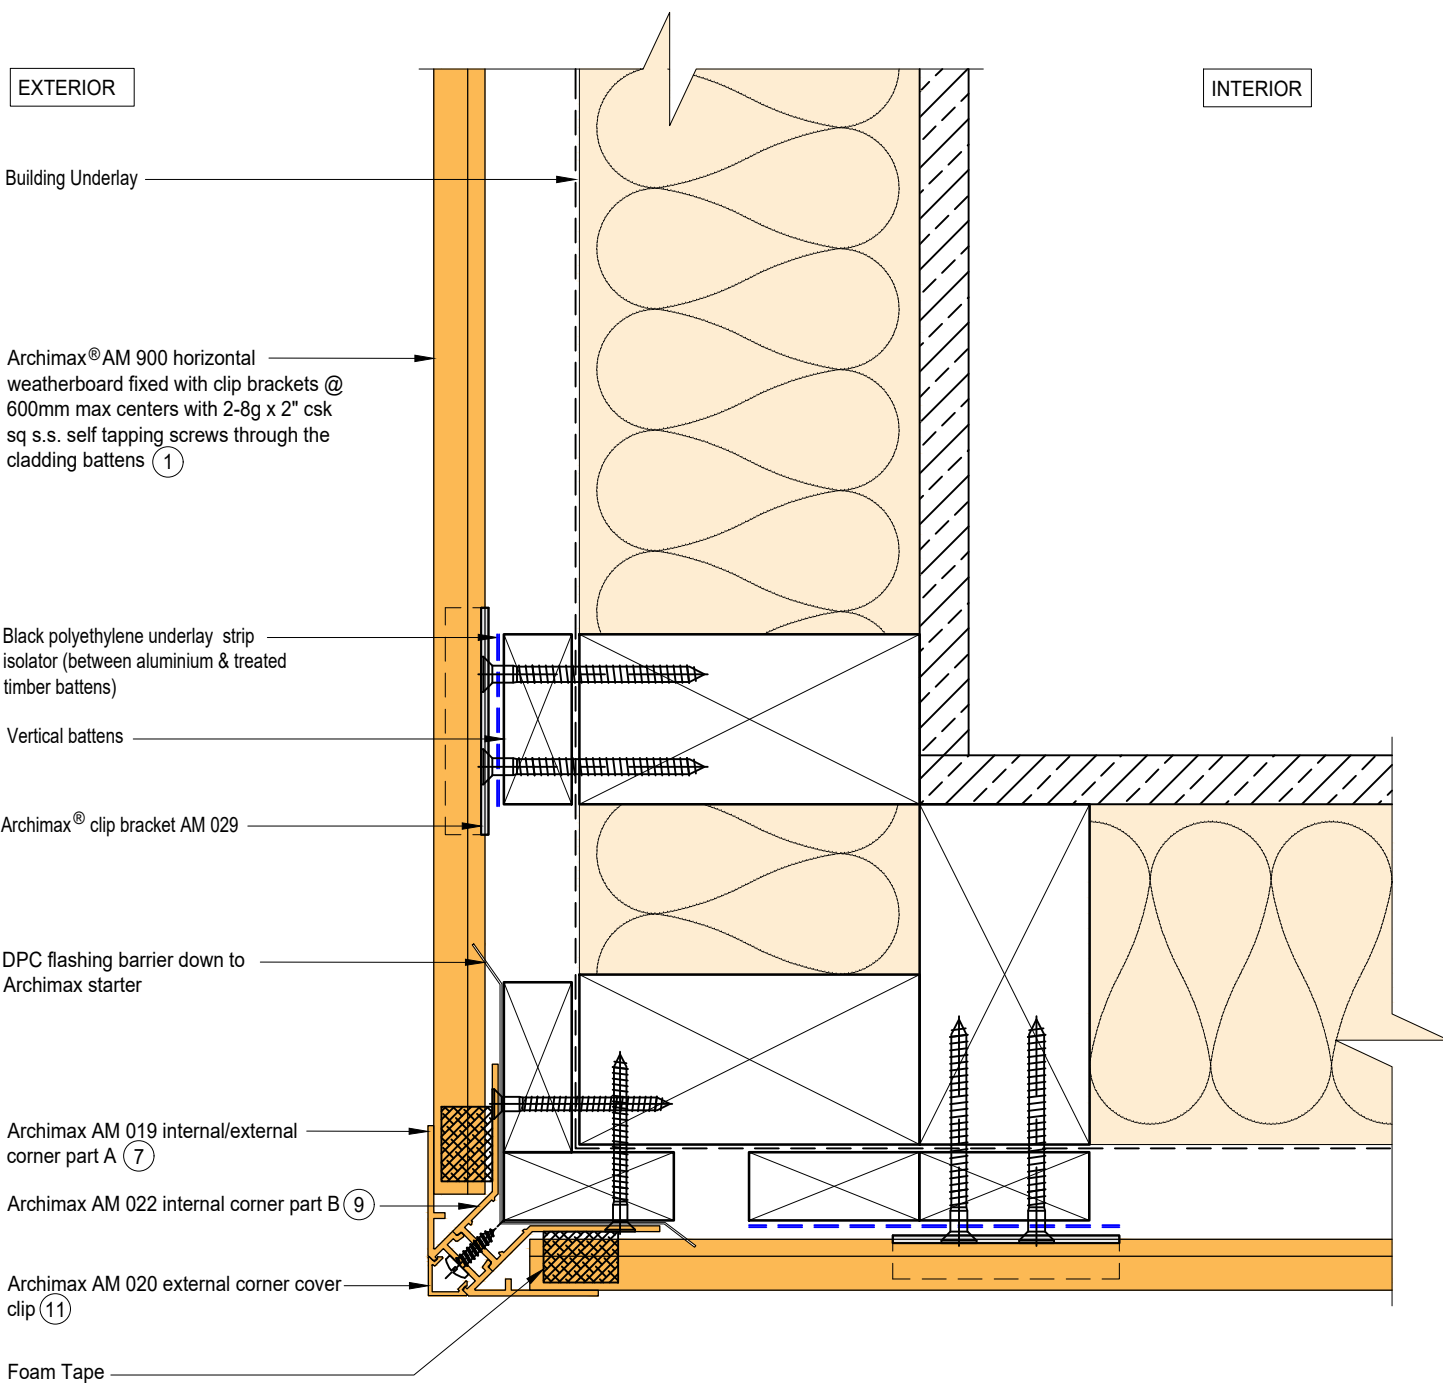 EXTERIOR
INTERIOR
Building Underlay
Archimax® AM 900 horizontal
weatherboard fixed with clip brackets @
600mm max centers with 2-8g x 2" csk
sq s.s. self tapping screws through the
cladding battens 1
Black polyethylene underlay strip
isolator (between aluminium & treated
timber battens)
Vertical battens
Archimax® clip bracket AM 029
DPC flashing barrier down to
Archimax starter
Archimax AM 019 internal/external
corner part A 7
Archimax AM 022 internal corner part B 9
Archimax AM 020 external corner cover
clip 11
Foam Tape